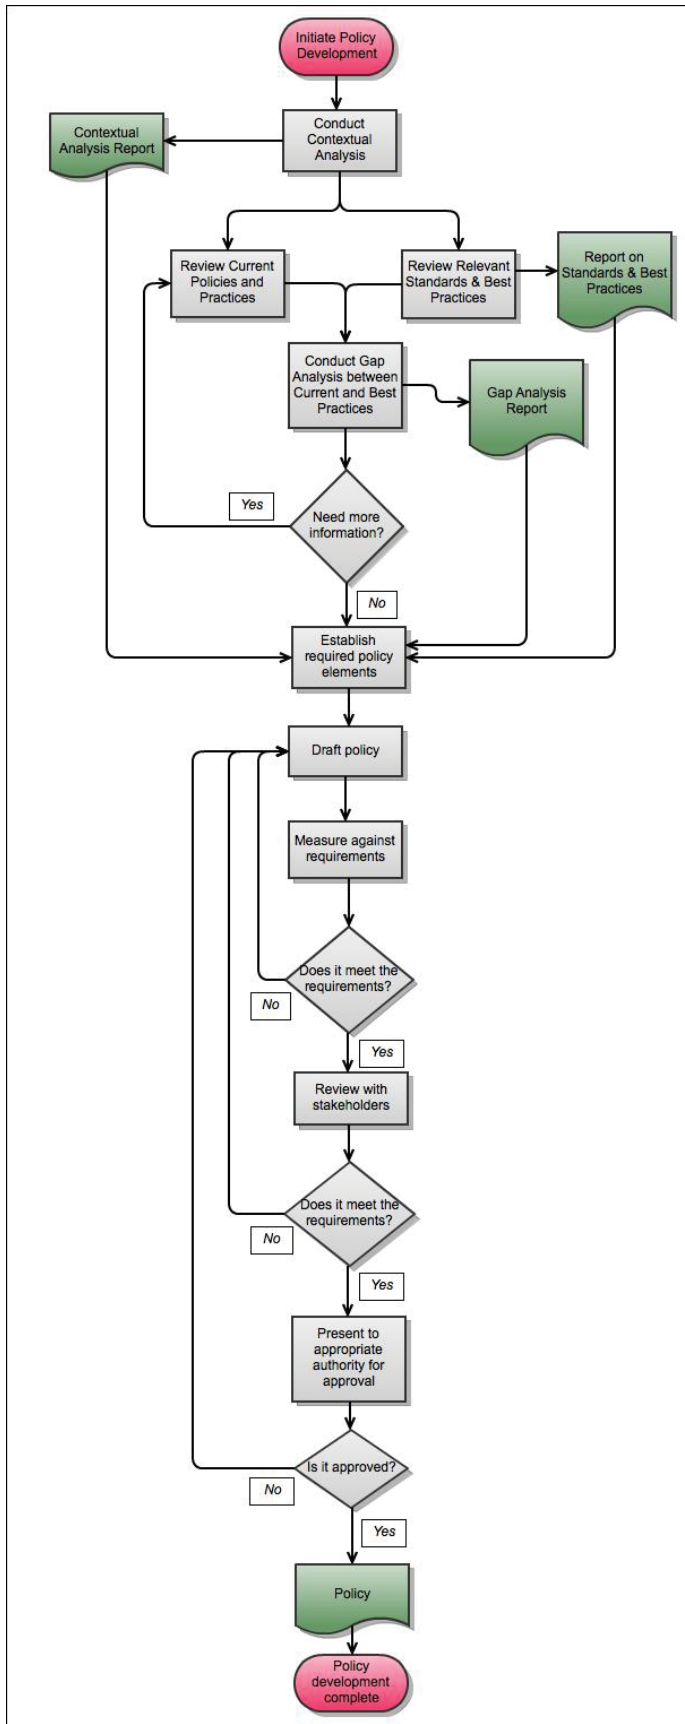 Initiate Policy
Development
Conduct
Contextual
Analysis
Contextual
Analysis Report
Review Current
Policies and
Practices
Review Relevant
Standards & Best
Practices
Report on
Standards & Best
Practices
Conduct Gap
Analysis between
Current and Best
Practices
Gap Analysis
Report
Yes
Need more
information?
No
Establish
required policy
elements
Draft policy
Measure against
requirements
Does it meet the
requirements?
No
Yes
Review with
stakeholders
Does it meet the
requirements?
No
Yes
Present to
appropriate
authority for
approval
Is it approved?
No
Yes
Policy
Policy
development
complete